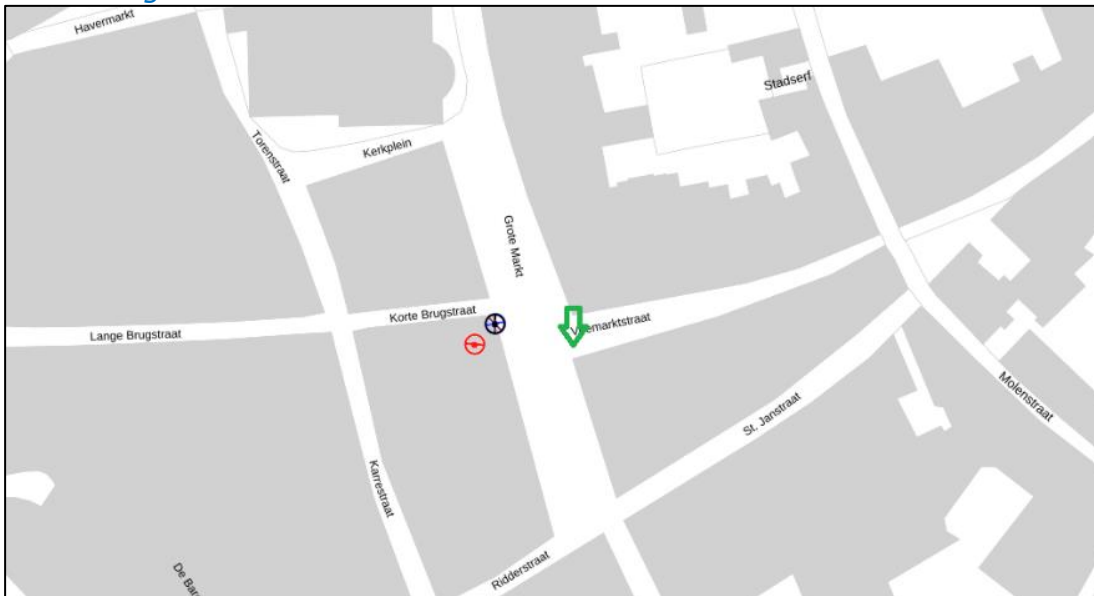 Havermarkt
Stadserf
Torenstraat
Kerkplein
Grote Markt
Korte Brugstraat
Lange Brugstraat
St. Janstraat
Molenstraat
Karrestraat
Ridderstraat